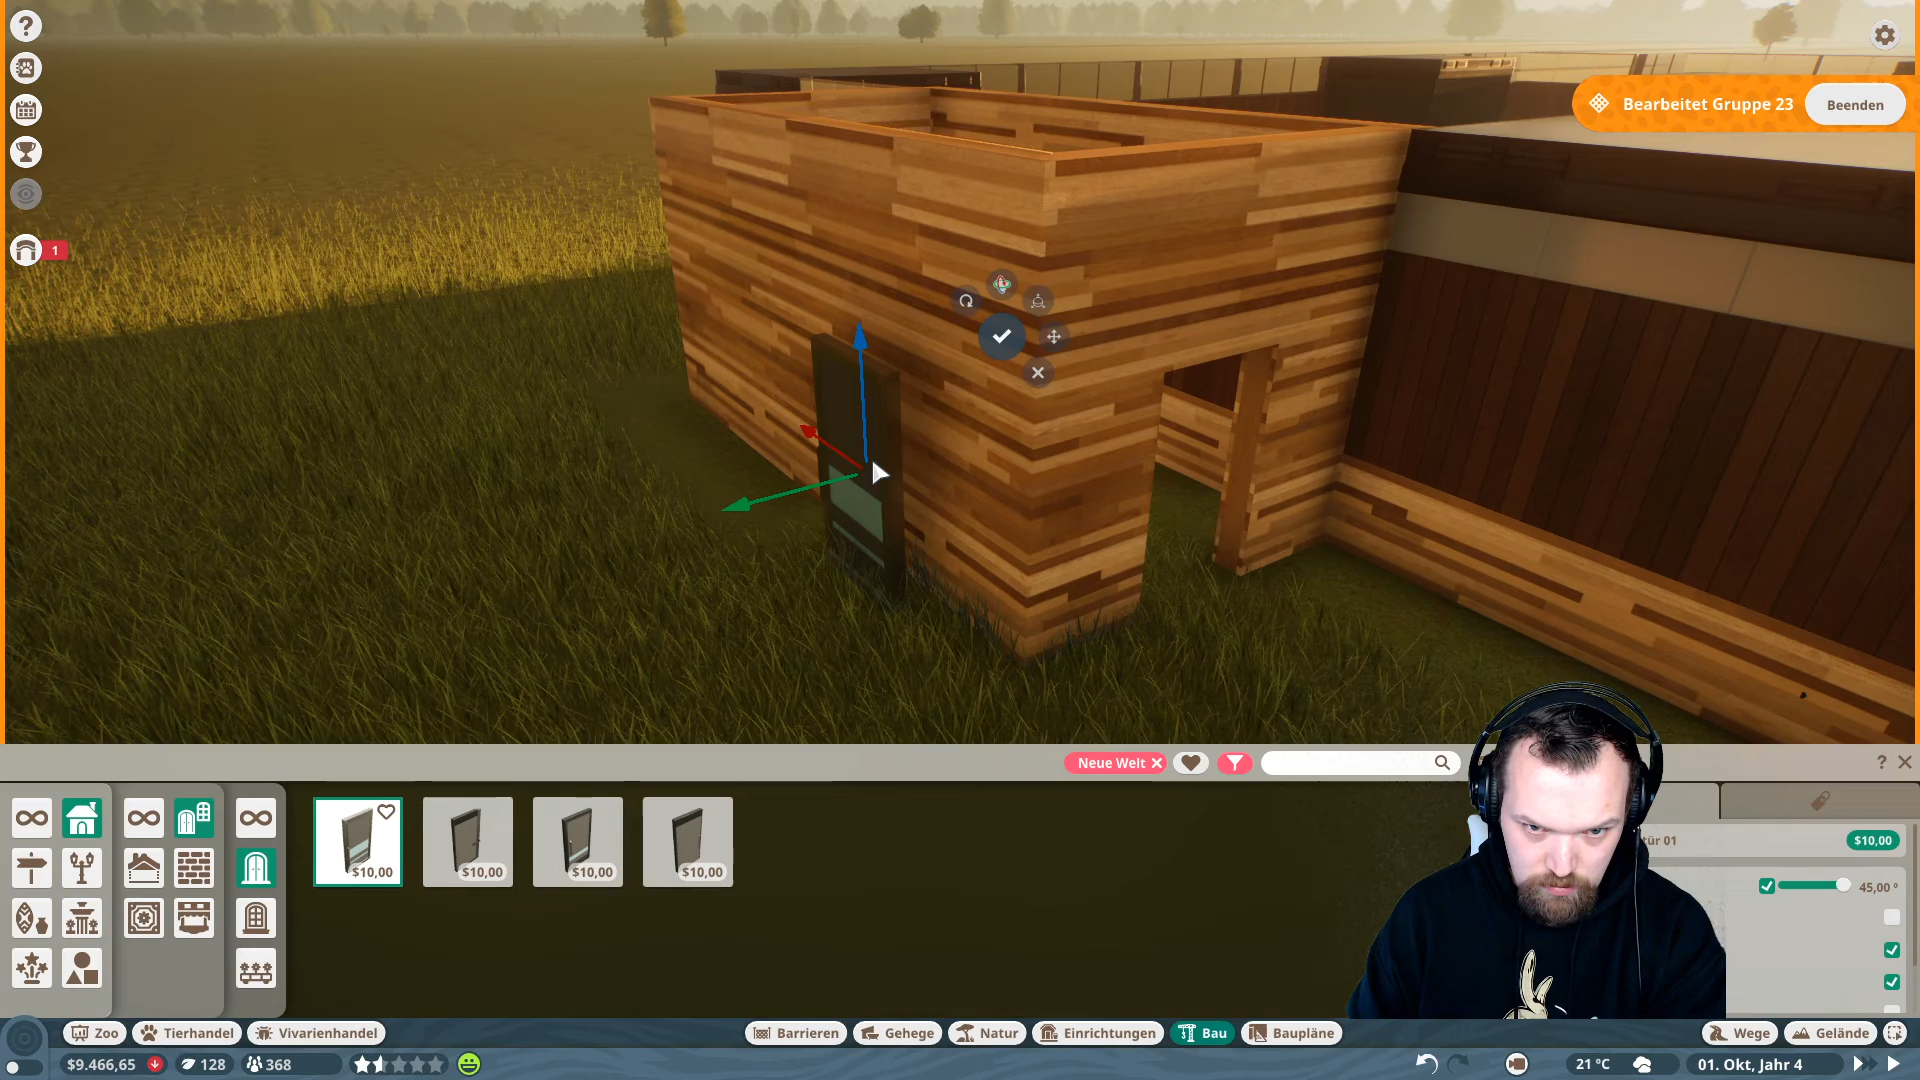 ?
Bearbeitet Gruppe 23
Beenden
1
Neue Welt
?
$10,00
$10,00
$10,00
$10,00
tür 01
$10,00
45,00 °
Zoo
Tierhandel
Vivarienhandel
Barrieren
Gehege
Natur
Einrichtungen
Bau
Baupläne
Wege
Gelände
$9.466,65
128
368
21 °C
01. Okt, Jahr 4